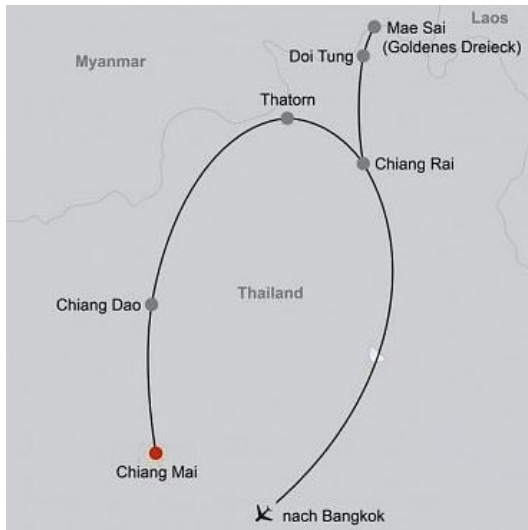 Laos
Mae Sai
(Goldenes Dreieck)
Myanmar
Doi Tung
Thatorn
Chiang Rai
Thailand
Chiang Dao
Chiang Mai
nach Bangkok